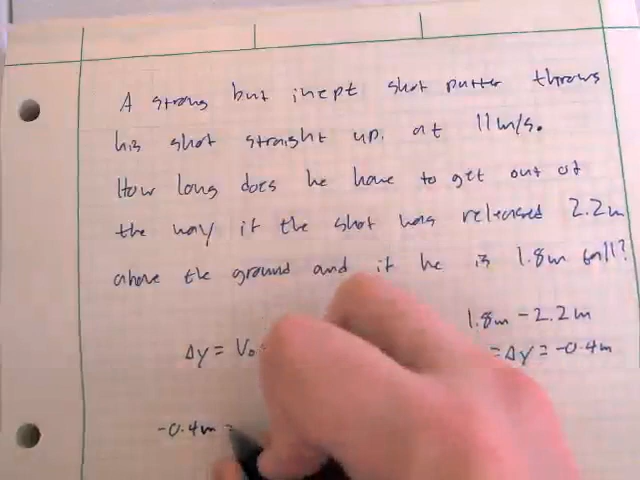 A strong but inept shot putter throws
his shot straight up at 11m/s.
How long does he have to get out of
the way if the shot was released 2.2m
above the ground and if he is 1.8m tall?
1.8m - 2.2m
Δy = V₀
= Δy = -0.4m
-0.4m =